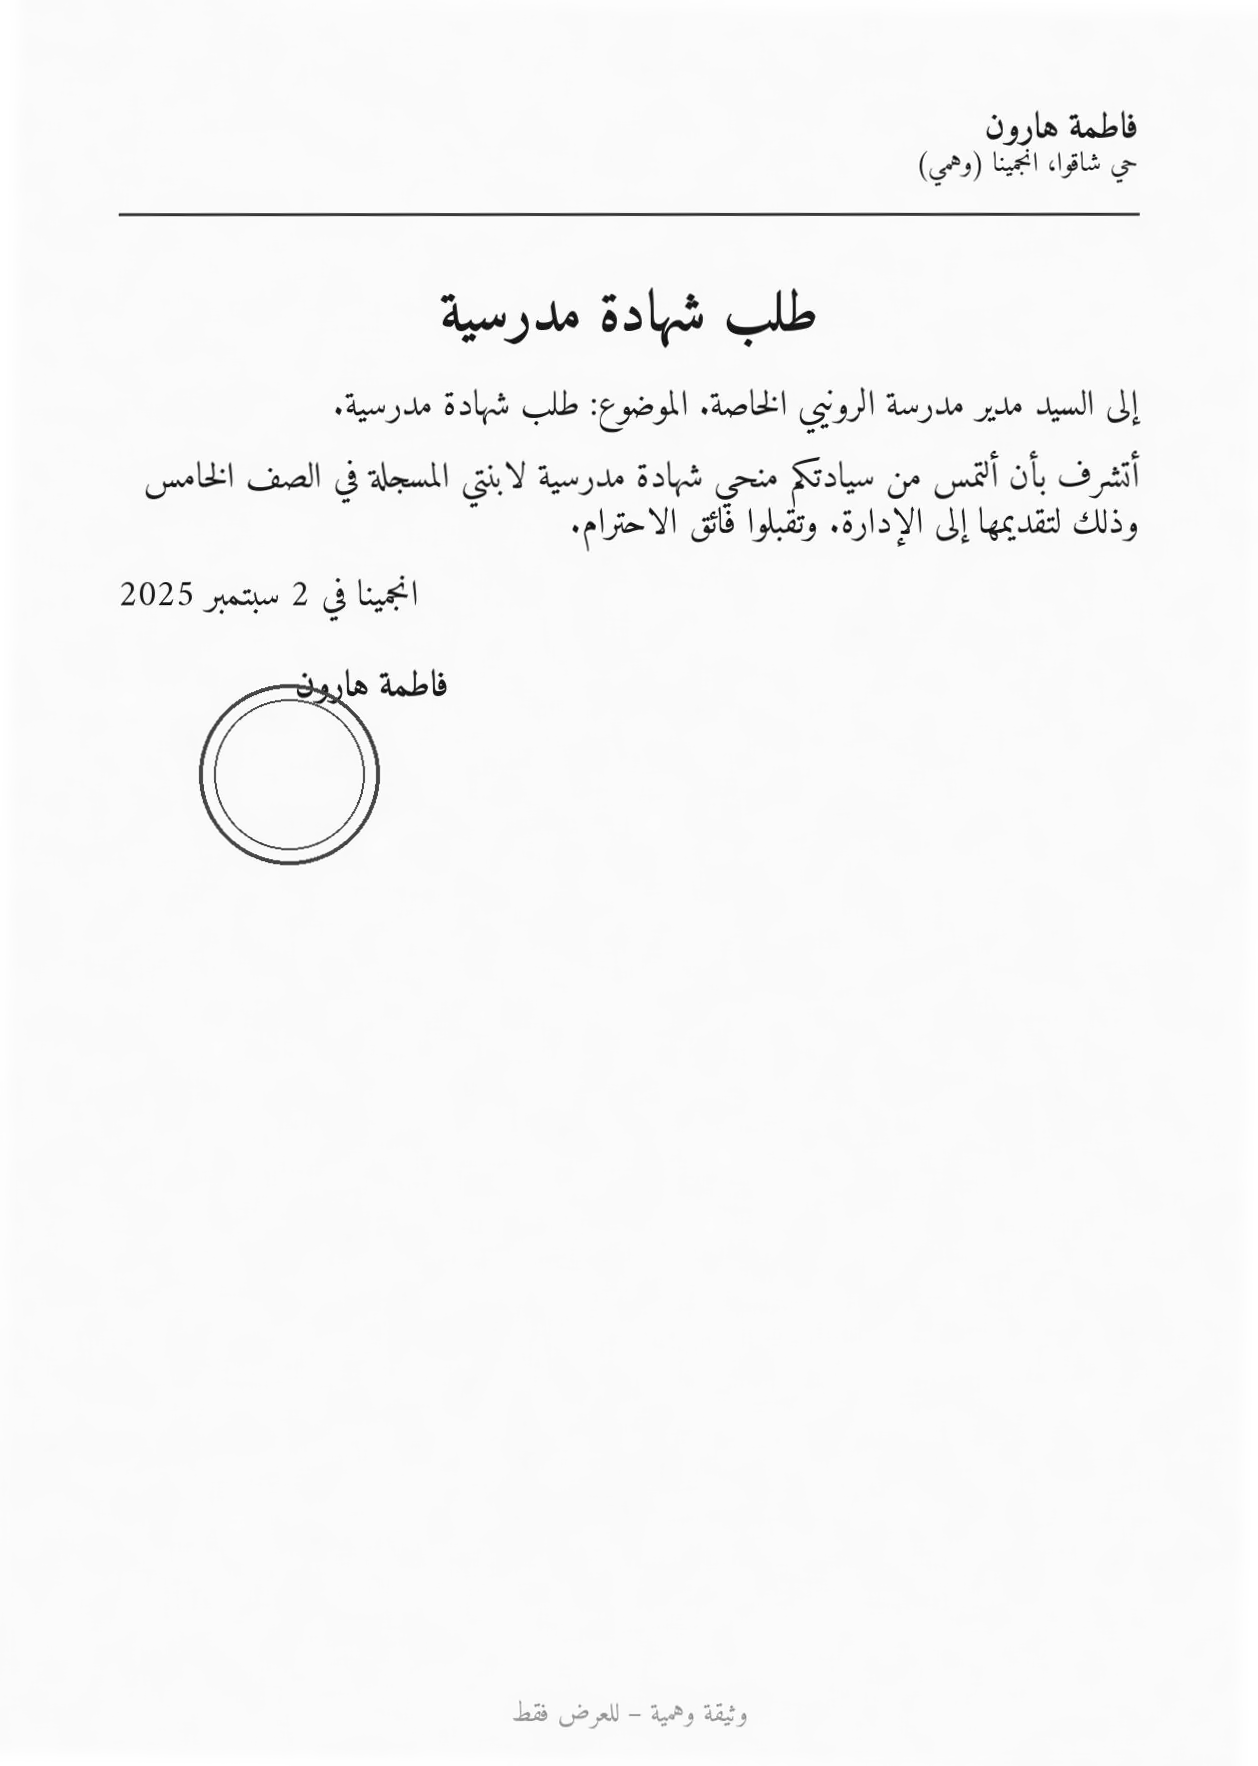 فاطمة هارون
حي شاقوا، انجمينا (وهمي)
طلب شهادة مدرسية
إلى السيد مدير مدرسة الرونيي الخاصة. الموضوع: طلب شهادة مدرسية.
أتشرف بأن ألتمس من سيادتكم منحي شهادة مدرسية لابنتي المسجلة في الصف الخامس
وذلك لتقديمها إلى الإدارة. وتقبلوا فائق الاحترام.
انجمينا في 2 سبتمبر 2025
فاطمة هارون
وثيقة وهمية – للعرض فقط